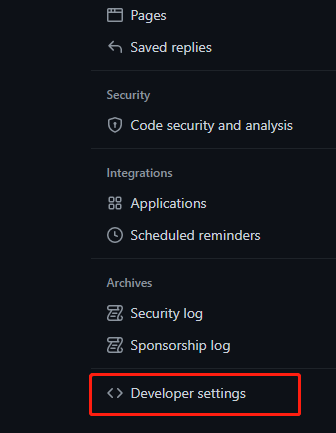 Pages
Saved replies
Security
Code security and analysis
Integrations
Applications
Scheduled reminders
Archives
Security log
Sponsorship log
Developer settings